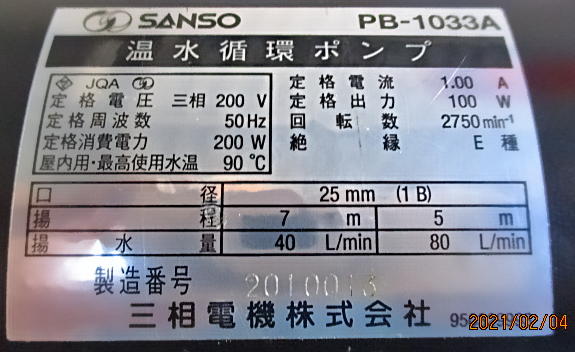 SANSO PB-1033A
温水循環ポンプ
JQA
定格電圧 三相 200 V
定格周波数 50 Hz
定格消費電力 200 W
屋内用・最高使用水温 90 ℃
定格電流 1.00 A
定格出力 100 W
回転数 2750 min⁻¹
絶縁 E 種
口径 25 mm (1 B)
揚程 7 m 5 m
揚水量 40 L/min 80 L/min
製造番号 2010013
三相電機株式会社
2021/02/04